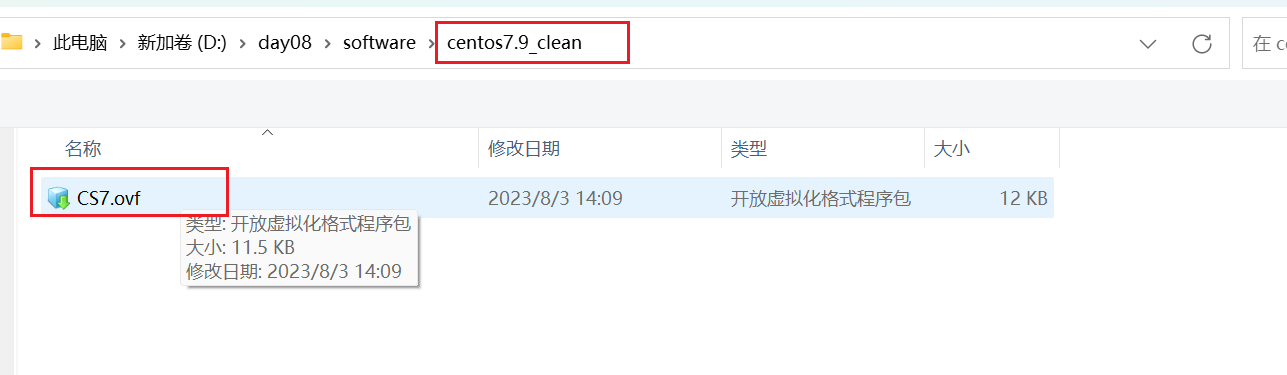 此电脑 > 新加卷 (D:) > day08 > software > centos7.9_clean
在 c
名称 修改日期 类型 大小
CS7.ovf 2023/8/3 14:09 开放虚拟化格式程序包 12 KB
类型: 开放虚拟化格式程序包
大小: 11.5 KB
修改日期: 2023/8/3 14:09